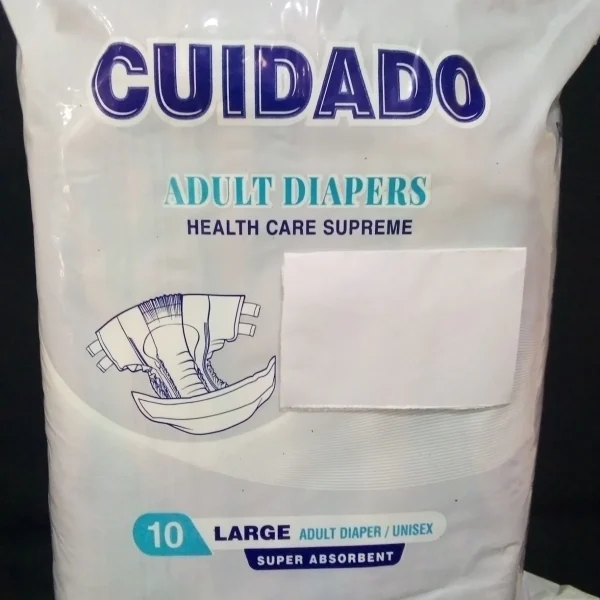 CUIDADO
ADULT DIAPERS
HEALTH CARE SUPREME
10 LARGE ADULT DIAPER / UNISEX
SUPER ABSORBENT